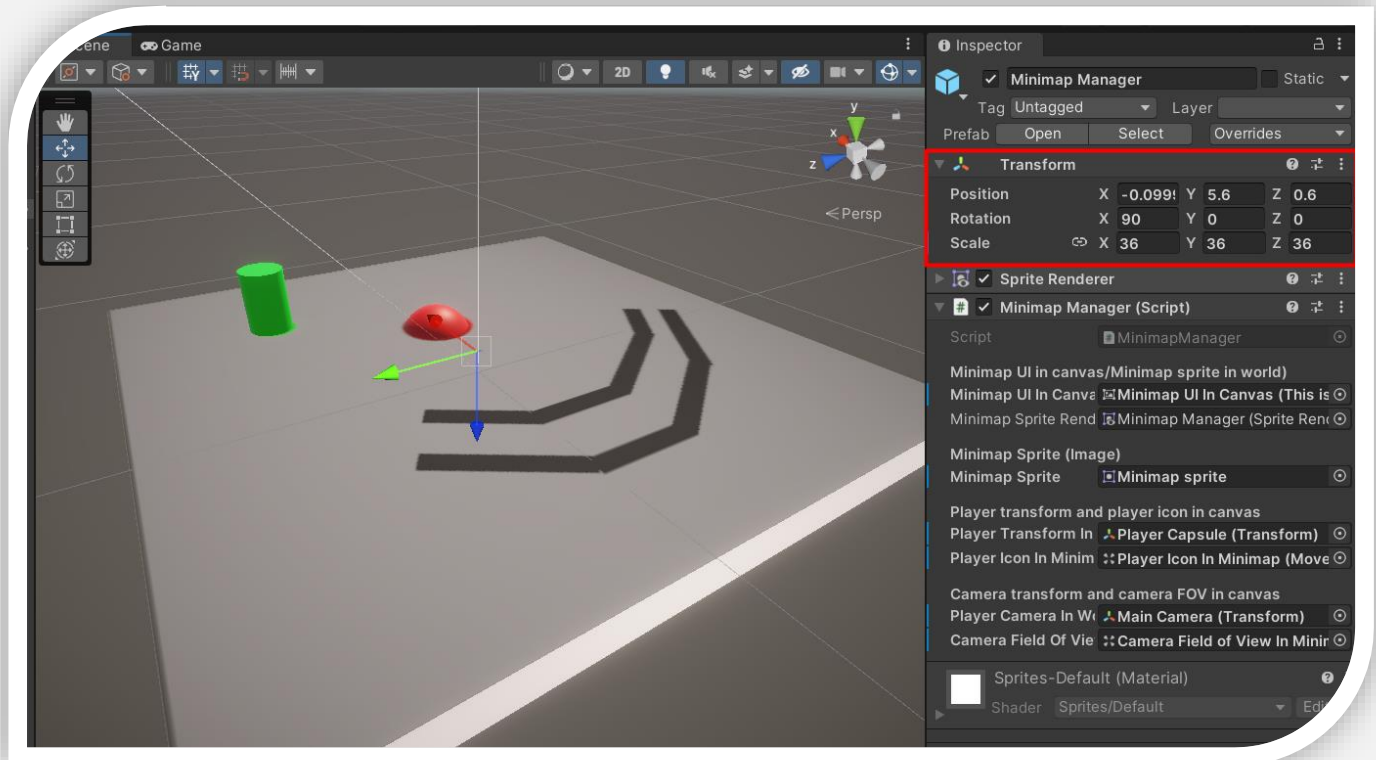 Scene Game
2D
y
x
z
Persp
Inspector
Minimap Manager Static
Tag Untagged Layer
Prefab Open Select Overrides
Transform
Position X -0.099 Y 5.6 Z 0.6
Rotation X 90 Y 0 Z 0
Scale X 36 Y 36 Z 36
Sprite Renderer
# Minimap Manager (Script)
Script # MinimapManager
Minimap UI in canvas/Minimap sprite in world)
Minimap UI In Canva Minimap UI In Canvas (This is
Minimap Sprite Rend Minimap Manager (Sprite Ren
Minimap Sprite (Image)
Minimap Sprite Minimap sprite
Player transform and player icon in canvas
Player Transform In Player Capsule (Transform)
Player Icon In Minim Player Icon In Minimap (Move
Camera transform and camera FOV in canvas
Player Camera In Wo Main Camera (Transform)
Camera Field Of Vie Camera Field of View In Minim
Sprites-Default (Material)
Shader Sprites/Default Edi